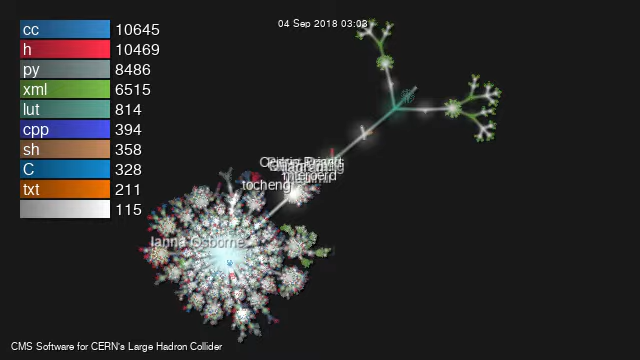 04 Sep 2018 03:03
cc 10645
h 10469
py 8486
xml 6515
lut 814
cpp 394
sh 358
C 328
txt 211
115
tocheng
Ianna Osborne
CMS Software for CERN's Large Hadron Collider